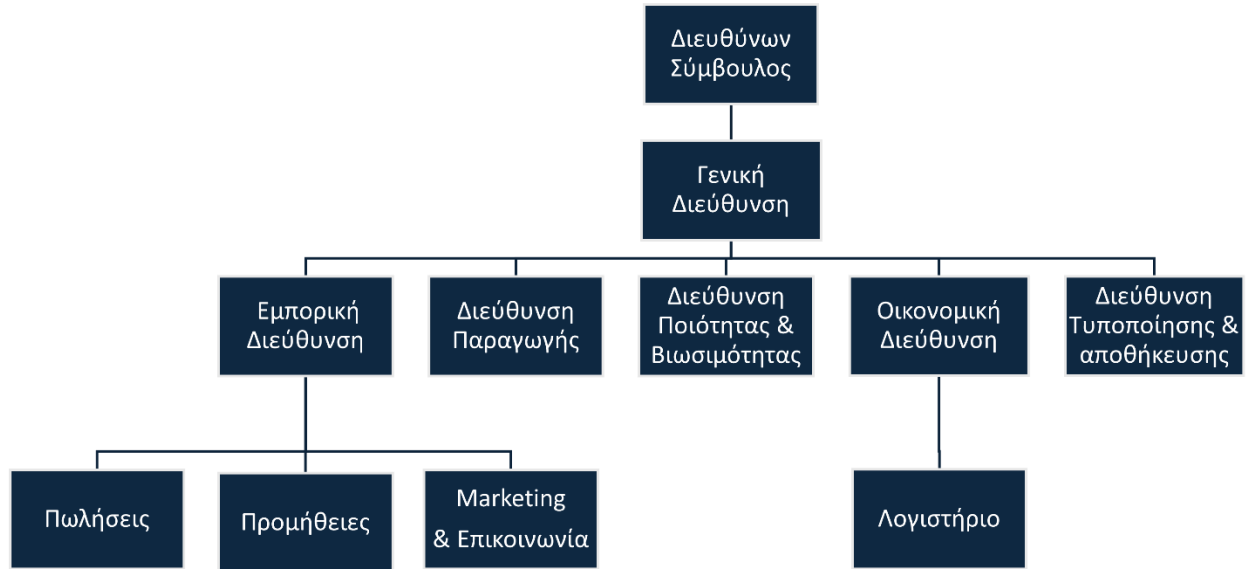 Διευθύνων
Σύμβουλος
Γενική
Διεύθυνση
Εμπορική
Διεύθυνση
Διεύθυνση
Παραγωγής
Διεύθυνση
Ποιότητας &
Βιωσιμότητας
Οικονομική
Διεύθυνση
Διεύθυνση
Τυποποίησης &
αποθήκευσης
Πωλήσεις
Προμήθειες
Marketing
& Επικοινωνία
Λογιστήριο